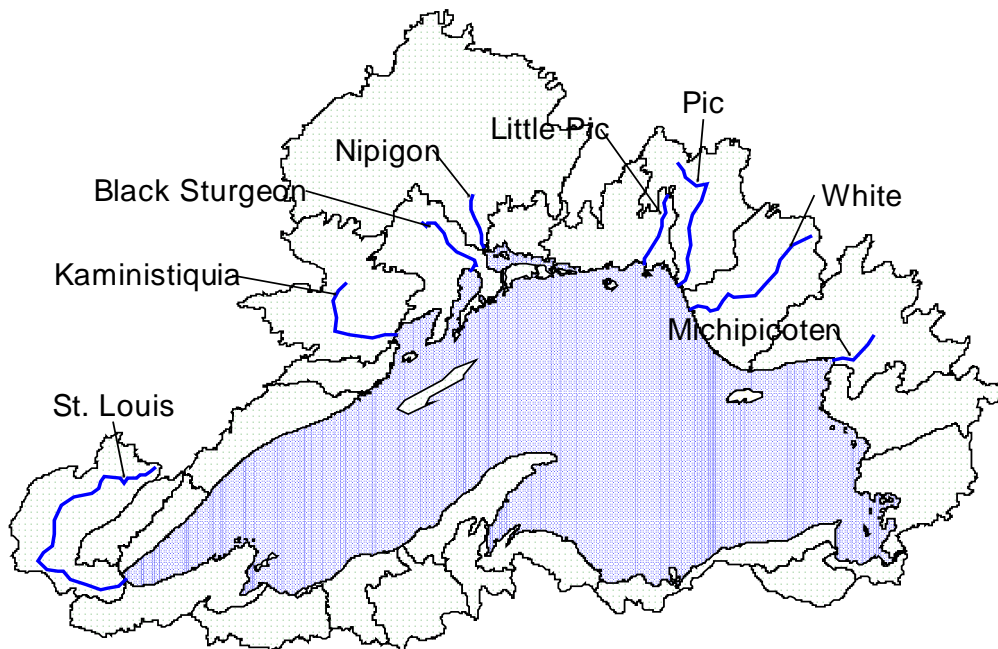 Pic
Little Pic
Nipigon
Black Sturgeon
White
Kaministiquia
Michipicoten
St. Louis